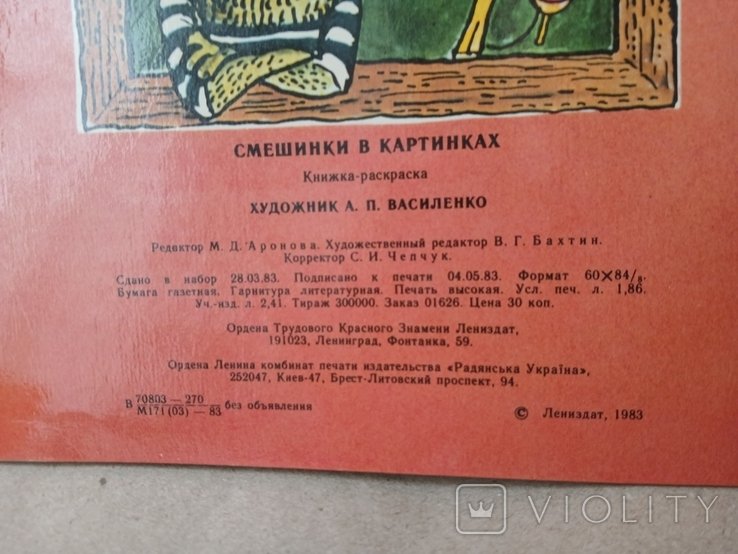 СМЕШИНКИ В КАРТИНКАХ
Книжка-раскраска
ХУДОЖНИК А. П. ВАСИЛЕНКО
Редактор М. Д. Аронова. Художественный редактор В. Г. Бахтин.
Корректор С. И. Чепчук.
Сдано в набор 28.03.83. Подписано к печати 04.05.83. Формат 60×84/8.
Бумага газетная. Гарнитура литературная. Печать высокая. Усл. печ. л. 1,86.
Уч.-изд. л. 2,41. Тираж 300000. Заказ 01626. Цена 30 коп.
Ордена Трудового Красного Знамени Лениздат,
191023, Ленинград, Фонтанка, 59.
Ордена Ленина комбинат печати издательства «Радянська Україна»,
252047, Киев-47, Брест-Литовский проспект, 94.
В 70803 — 270 / М171 (03) — 83 без объявления
© Лениздат, 1983
VIOLITY